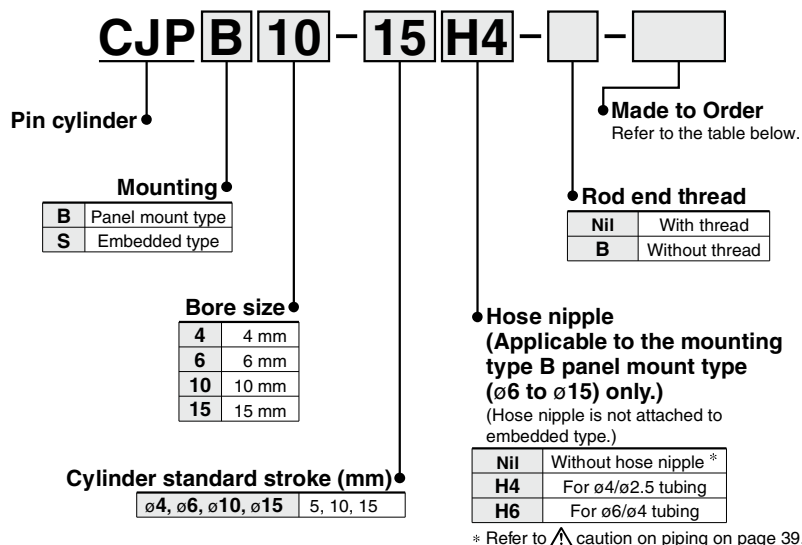 CJP B 10 - 15 H4 - -
Pin cylinder
Made to Order
Refer to the table below.
Mounting
B Panel mount type
S Embedded type
Rod end thread
Nil With thread
B Without thread
Bore size
4 4 mm
6 6 mm
10 10 mm
15 15 mm
Hose nipple
(Applicable to the mounting
type B panel mount type
(ø6 to ø15) only.)
(Hose nipple is not attached to
embedded type.)
Nil Without hose nipple *
H4 For ø4/ø2.5 tubing
H6 For ø6/ø4 tubing
* Refer to ⚠ caution on piping on page 39.
Cylinder standard stroke (mm)
ø4, ø6, ø10, ø15 5, 10, 15